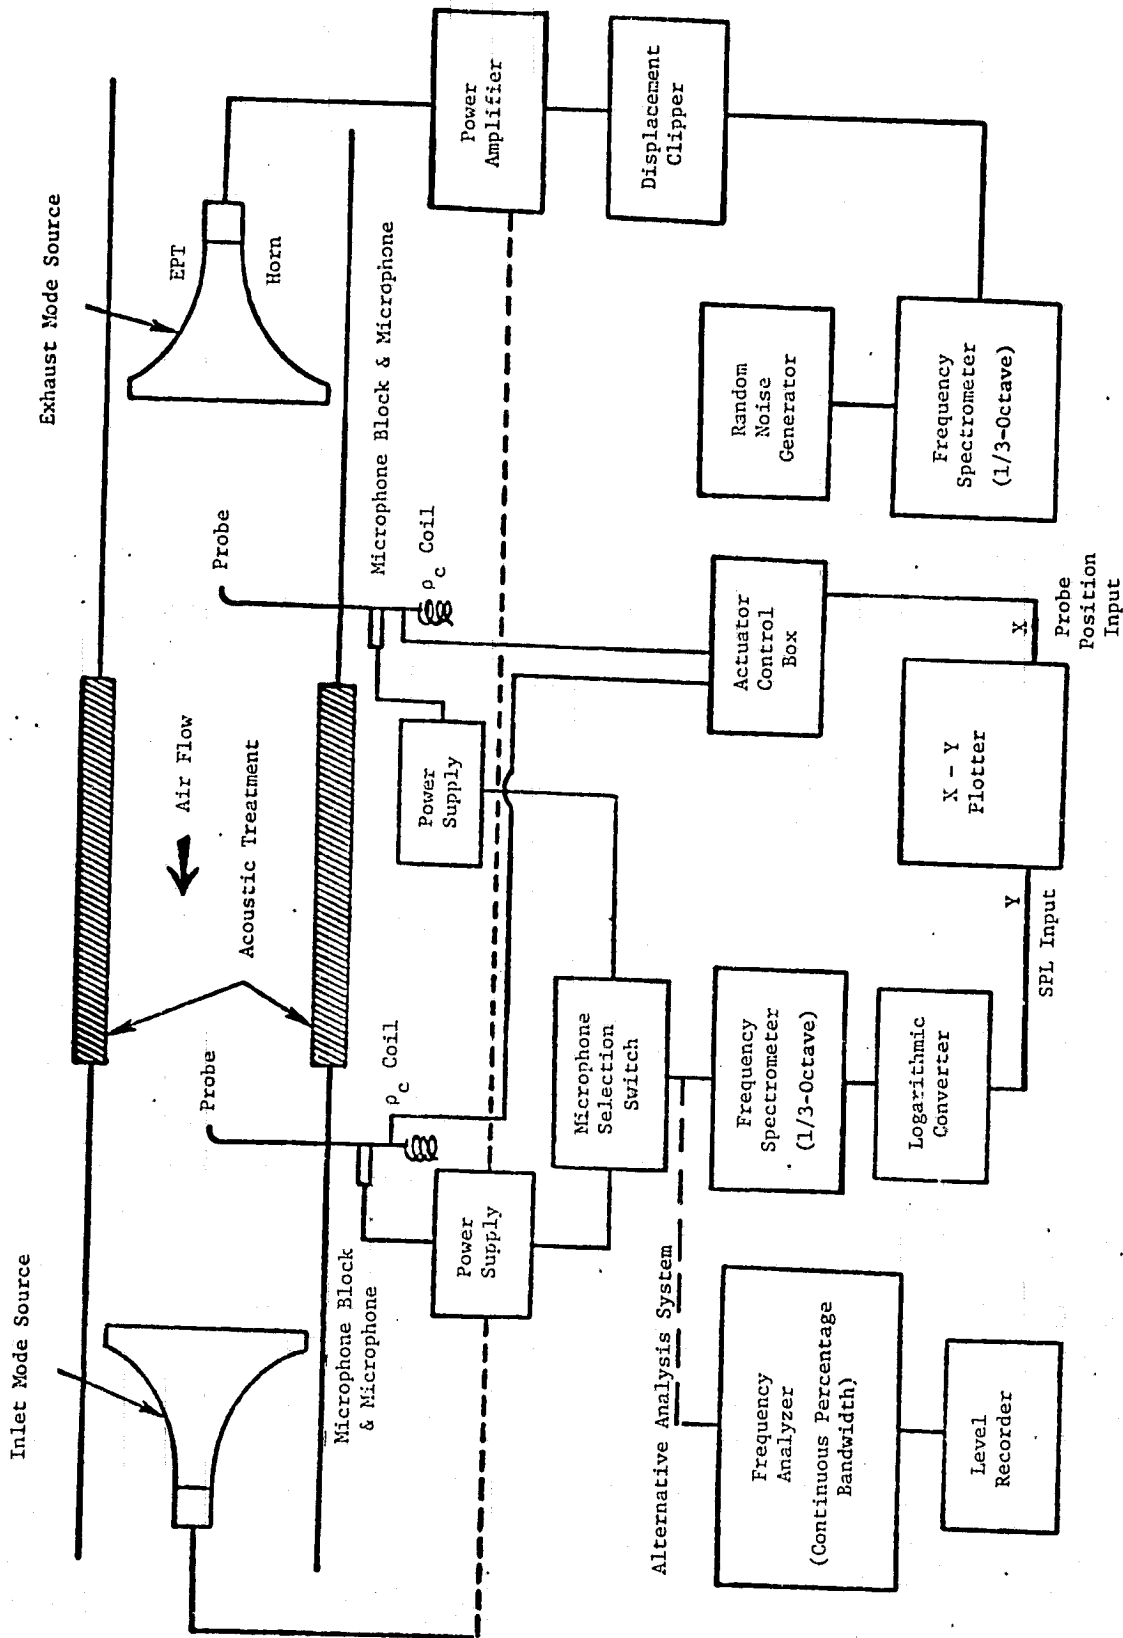 Inlet Mode Source
Exhaust Mode Source
EPT
Horn
Probe
Probe
Air Flow
Acoustic Treatment
Microphone Block
& Microphone
ρc Coil
Microphone Block & Microphone
ρc Coil
Power
Supply
Power
Supply
Power
Amplifier
Displacement
Clipper
Microphone
Selection
Switch
Alternative Analysis System
Frequency
Analyzer
(Continuous Percentage
Bandwidth)
Level
Recorder
Frequency
Spectrometer
(1/3-Octave)
Logarithmic
Converter
Y
SPL Input
X - Y
Plotter
X
Probe
Position
Input
Actuator
Control
Box
Random
Noise
Generator
Frequency
Spectrometer
(1/3-Octave)